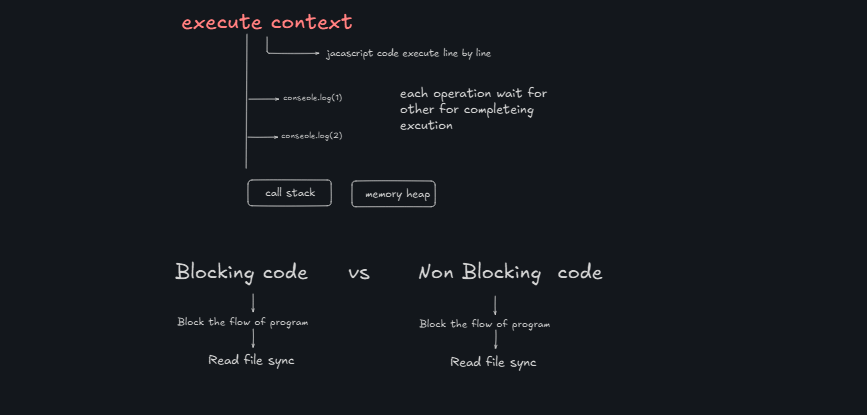 execute context
jacascript code execute line by line
conseole.log(1)
each operation wait for
other for completeing
excution
conseole.log(2)
call stack
memory heap
Blocking code vs Non Blocking code
Block the flow of program
Block the flow of program
Read file sync
Read file sync